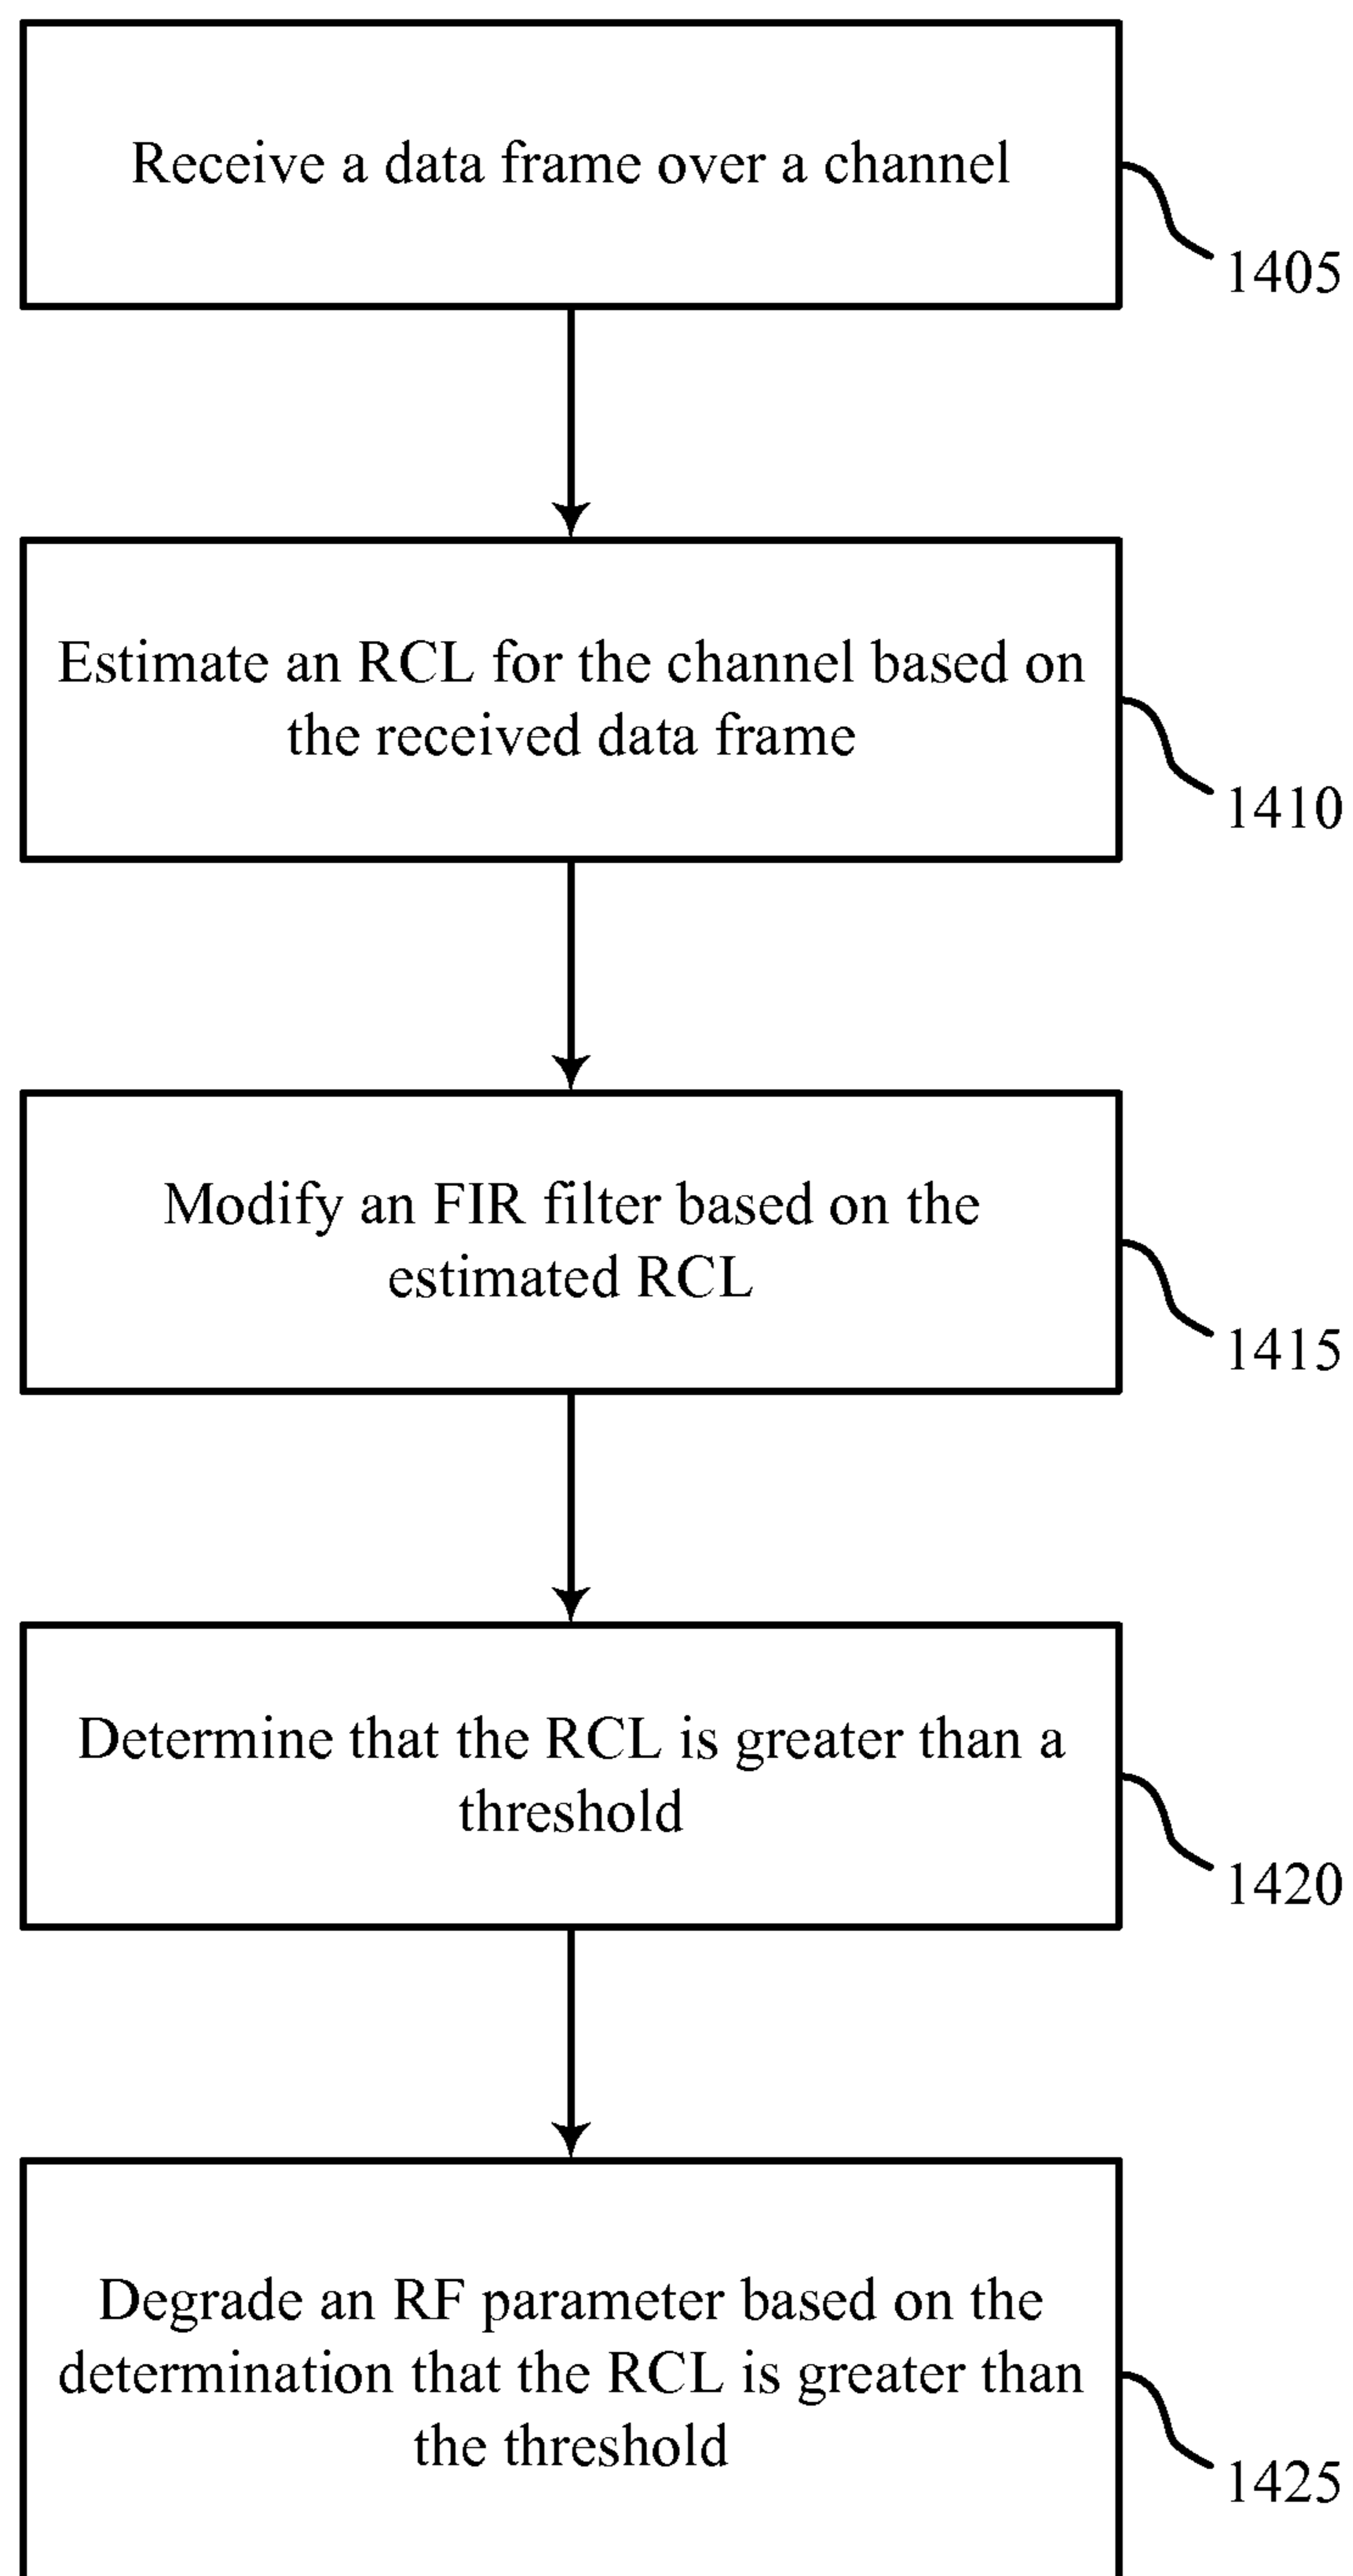 Receive a data frame over a channel
1405
Estimate an RCL for the channel based on
the received data frame
1410
Modify an FIR filter based on the
estimated RCL
1415
Determine that the RCL is greater than a
threshold
1420
Degrade an RF parameter based on the
determination that the RCL is greater than
the threshold
1425